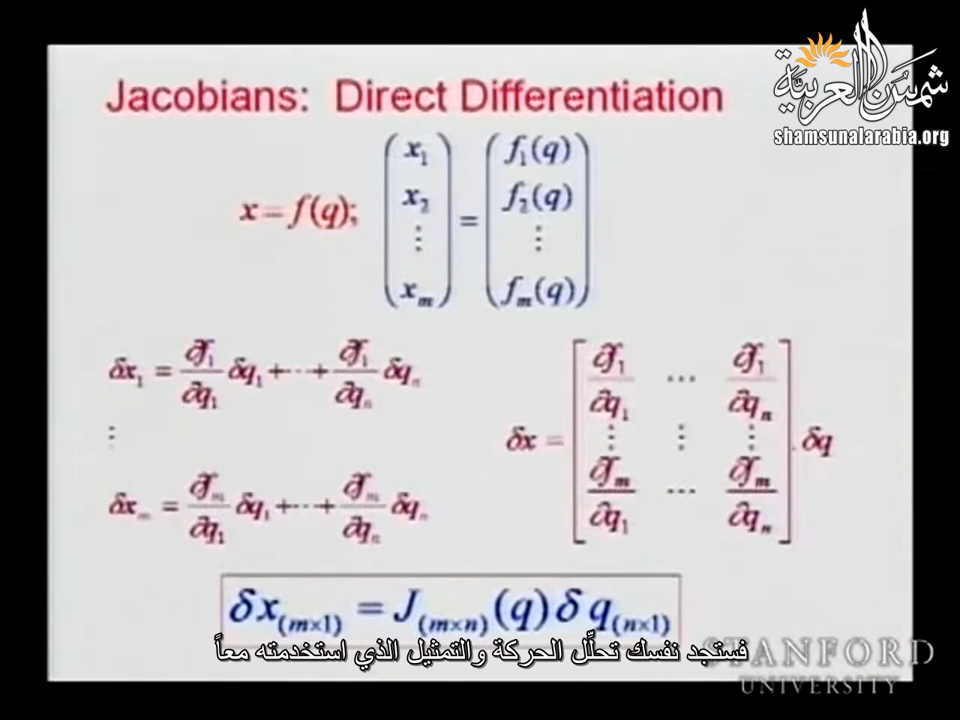 شمس العربية
shamsunalarabia.org
Jacobians: Direct Differentiation
x = f(q); (x₁ x₂ ⋮ xₘ) = (f₁(q) f₂(q) ⋮ fₘ(q))
δx₁ = ∂f₁/∂q₁ δq₁ + ⋯ + ∂f₁/∂qₙ δqₙ
⋮
δxₘ = ∂fₘ/∂q₁ δq₁ + ⋯ + ∂fₘ/∂qₙ δqₙ
δx = [∂f₁/∂q₁ ⋯ ∂f₁/∂qₙ ⋮ ⋮ ⋮ ∂fₘ/∂q₁ ⋯ ∂fₘ/∂qₙ] . δq
δx₍ₘ×₁₎ = J₍ₘ×ₙ₎(q) δq₍ₙ×₁₎
فستجد نفسك تحلِّل الحركة والتمثيل الذي استخدمته معاً
STANFORD
UNIVERSITY